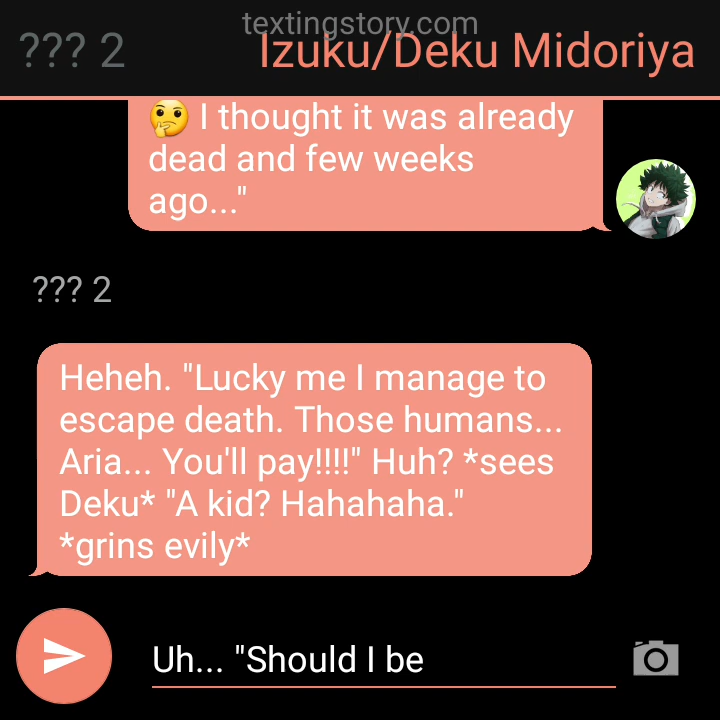 textingstory.com
??? 2
Izuku/Deku Midoriya
🤔 I thought it was already
dead and few weeks
ago..."
??? 2
Heheh. "Lucky me I manage to
escape death. Those humans...
Aria... You'll pay!!!!" Huh? *sees
Deku* "A kid? Hahahaha."
*grins evily*
Uh... "Should I be